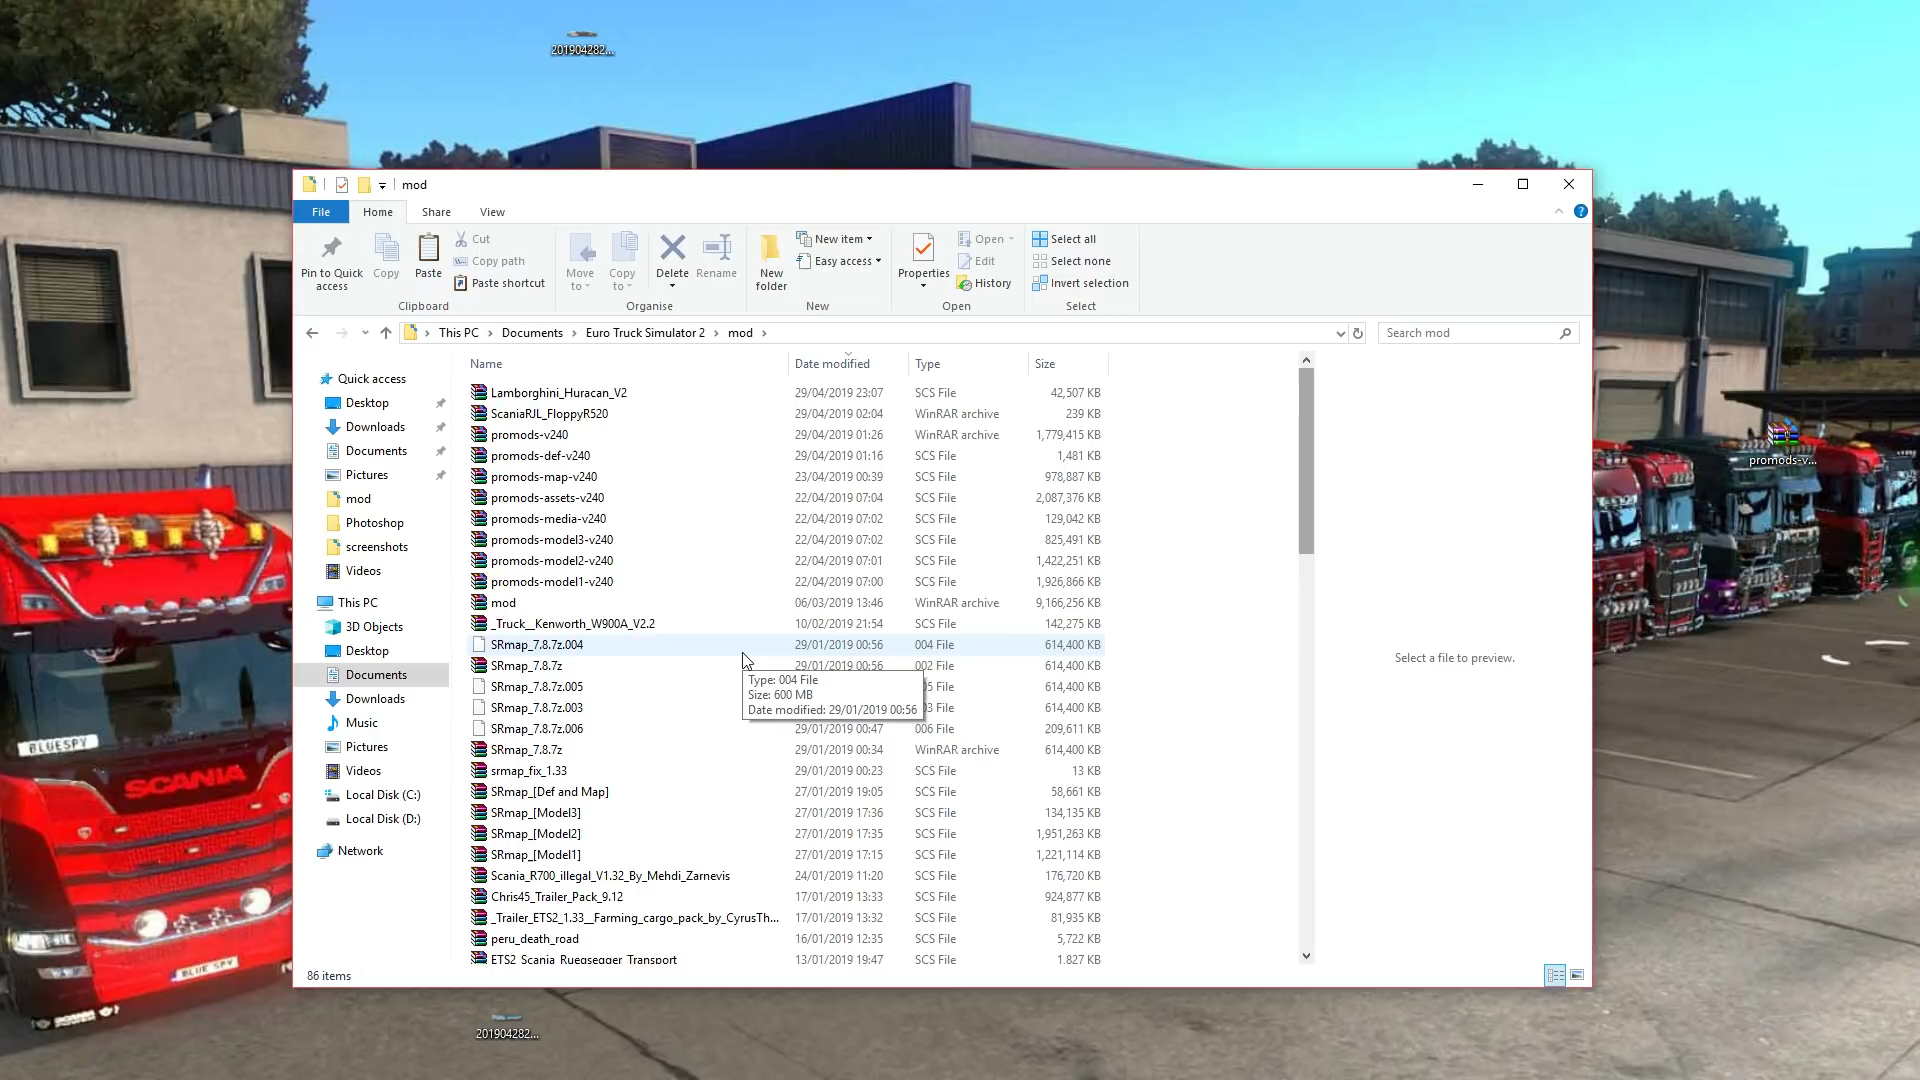 201904282...
mod
File Home Share View
Pin to Quick access
Copy
Paste
Cut
Copy path
Paste shortcut
Clipboard
Move to
Copy to
Delete
Rename
Organise
New folder
New item
Easy access
New
Properties
Open
Edit
History
Open
Select all
Select none
Invert selection
Select
This PC > Documents > Euro Truck Simulator 2 > mod >
Search mod
Quick access
Desktop
Downloads
Documents
Pictures
mod
Photoshop
screenshots
Videos
This PC
3D Objects
Desktop
Documents
Downloads
Music
Pictures
Videos
Local Disk (C:)
Local Disk (D:)
Network
Name Date modified Type Size
Lamborghini_Huracan_V2 29/04/2019 23:07 SCS File 42,507 KB
ScaniaRJL_FloppyR520 29/04/2019 02:04 WinRAR archive 239 KB
promods-v240 29/04/2019 01:26 WinRAR archive 1,779,415 KB
promods-def-v240 29/04/2019 01:16 SCS File 1,481 KB
promods-map-v240 23/04/2019 00:39 SCS File 978,887 KB
promods-assets-v240 22/04/2019 07:04 SCS File 2,087,376 KB
promods-media-v240 22/04/2019 07:02 SCS File 129,042 KB
promods-model3-v240 22/04/2019 07:02 SCS File 825,491 KB
promods-model2-v240 22/04/2019 07:01 SCS File 1,422,251 KB
promods-model1-v240 22/04/2019 07:00 SCS File 1,926,866 KB
mod 06/03/2019 13:46 WinRAR archive 9,166,256 KB
_Truck__Kenworth_W900A_V2.2 10/02/2019 21:54 SCS File 142,275 KB
SRmap_7.8.7z.004 29/01/2019 00:56 004 File 614,400 KB
SRmap_7.8.7z 29/01/2019 00:56 002 File 614,400 KB
SRmap_7.8.7z.005 05 File 614,400 KB
SRmap_7.8.7z.003 03 File 614,400 KB
SRmap_7.8.7z.006 29/01/2019 00:47 006 File 209,611 KB
SRmap_7.8.7z 29/01/2019 00:34 WinRAR archive 614,400 KB
srmap_fix_1.33 29/01/2019 00:23 SCS File 13 KB
SRmap_[Def and Map] 27/01/2019 19:05 SCS File 58,661 KB
SRmap_[Model3] 27/01/2019 17:36 SCS File 134,135 KB
SRmap_[Model2] 27/01/2019 17:35 SCS File 1,951,263 KB
SRmap_[Model1] 27/01/2019 17:15 SCS File 1,221,114 KB
Scania_R700_illegal_V1.32_By_Mehdi_Zarnevis 24/01/2019 11:20 SCS File 176,720 KB
Chris45_Trailer_Pack_9.12 17/01/2019 13:33 SCS File 924,877 KB
_Trailer_ETS2_1.33__Farming_cargo_pack_by_CyrusTh... 17/01/2019 13:32 SCS File 81,935 KB
peru_death_road 16/01/2019 12:35 SCS File 5,722 KB
ETS2_Scania_Ruegsegger_Transport 13/01/2019 19:47 SCS File 1,827 KB
Type: 004 File
Size: 600 MB
Date modified: 29/01/2019 00:56
Select a file to preview.
86 items
promods-v...
BLUESPY
SCANIA
BLUE SPY
201904282...